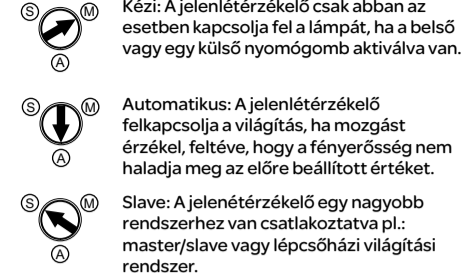 S M
A
Kézi: A jelenlétérzékelő csak abban az
esetben kapcsolja fel a lámpát, ha a belső
vagy egy külső nyomógomb aktiválva van.
S M
A
Automatikus: A jelenlétérzékelő
felkapcsolja a világítás, ha mozgást
érzékel, feltéve, hogy a fényerősség nem
haladja meg az előre beállított értéket.
S M
A
Slave: A jelenétérzékelő egy nagyobb
rendszerhez van csatlakoztatva pl.:
master/slave vagy lépcsőházi világítási
rendszer.